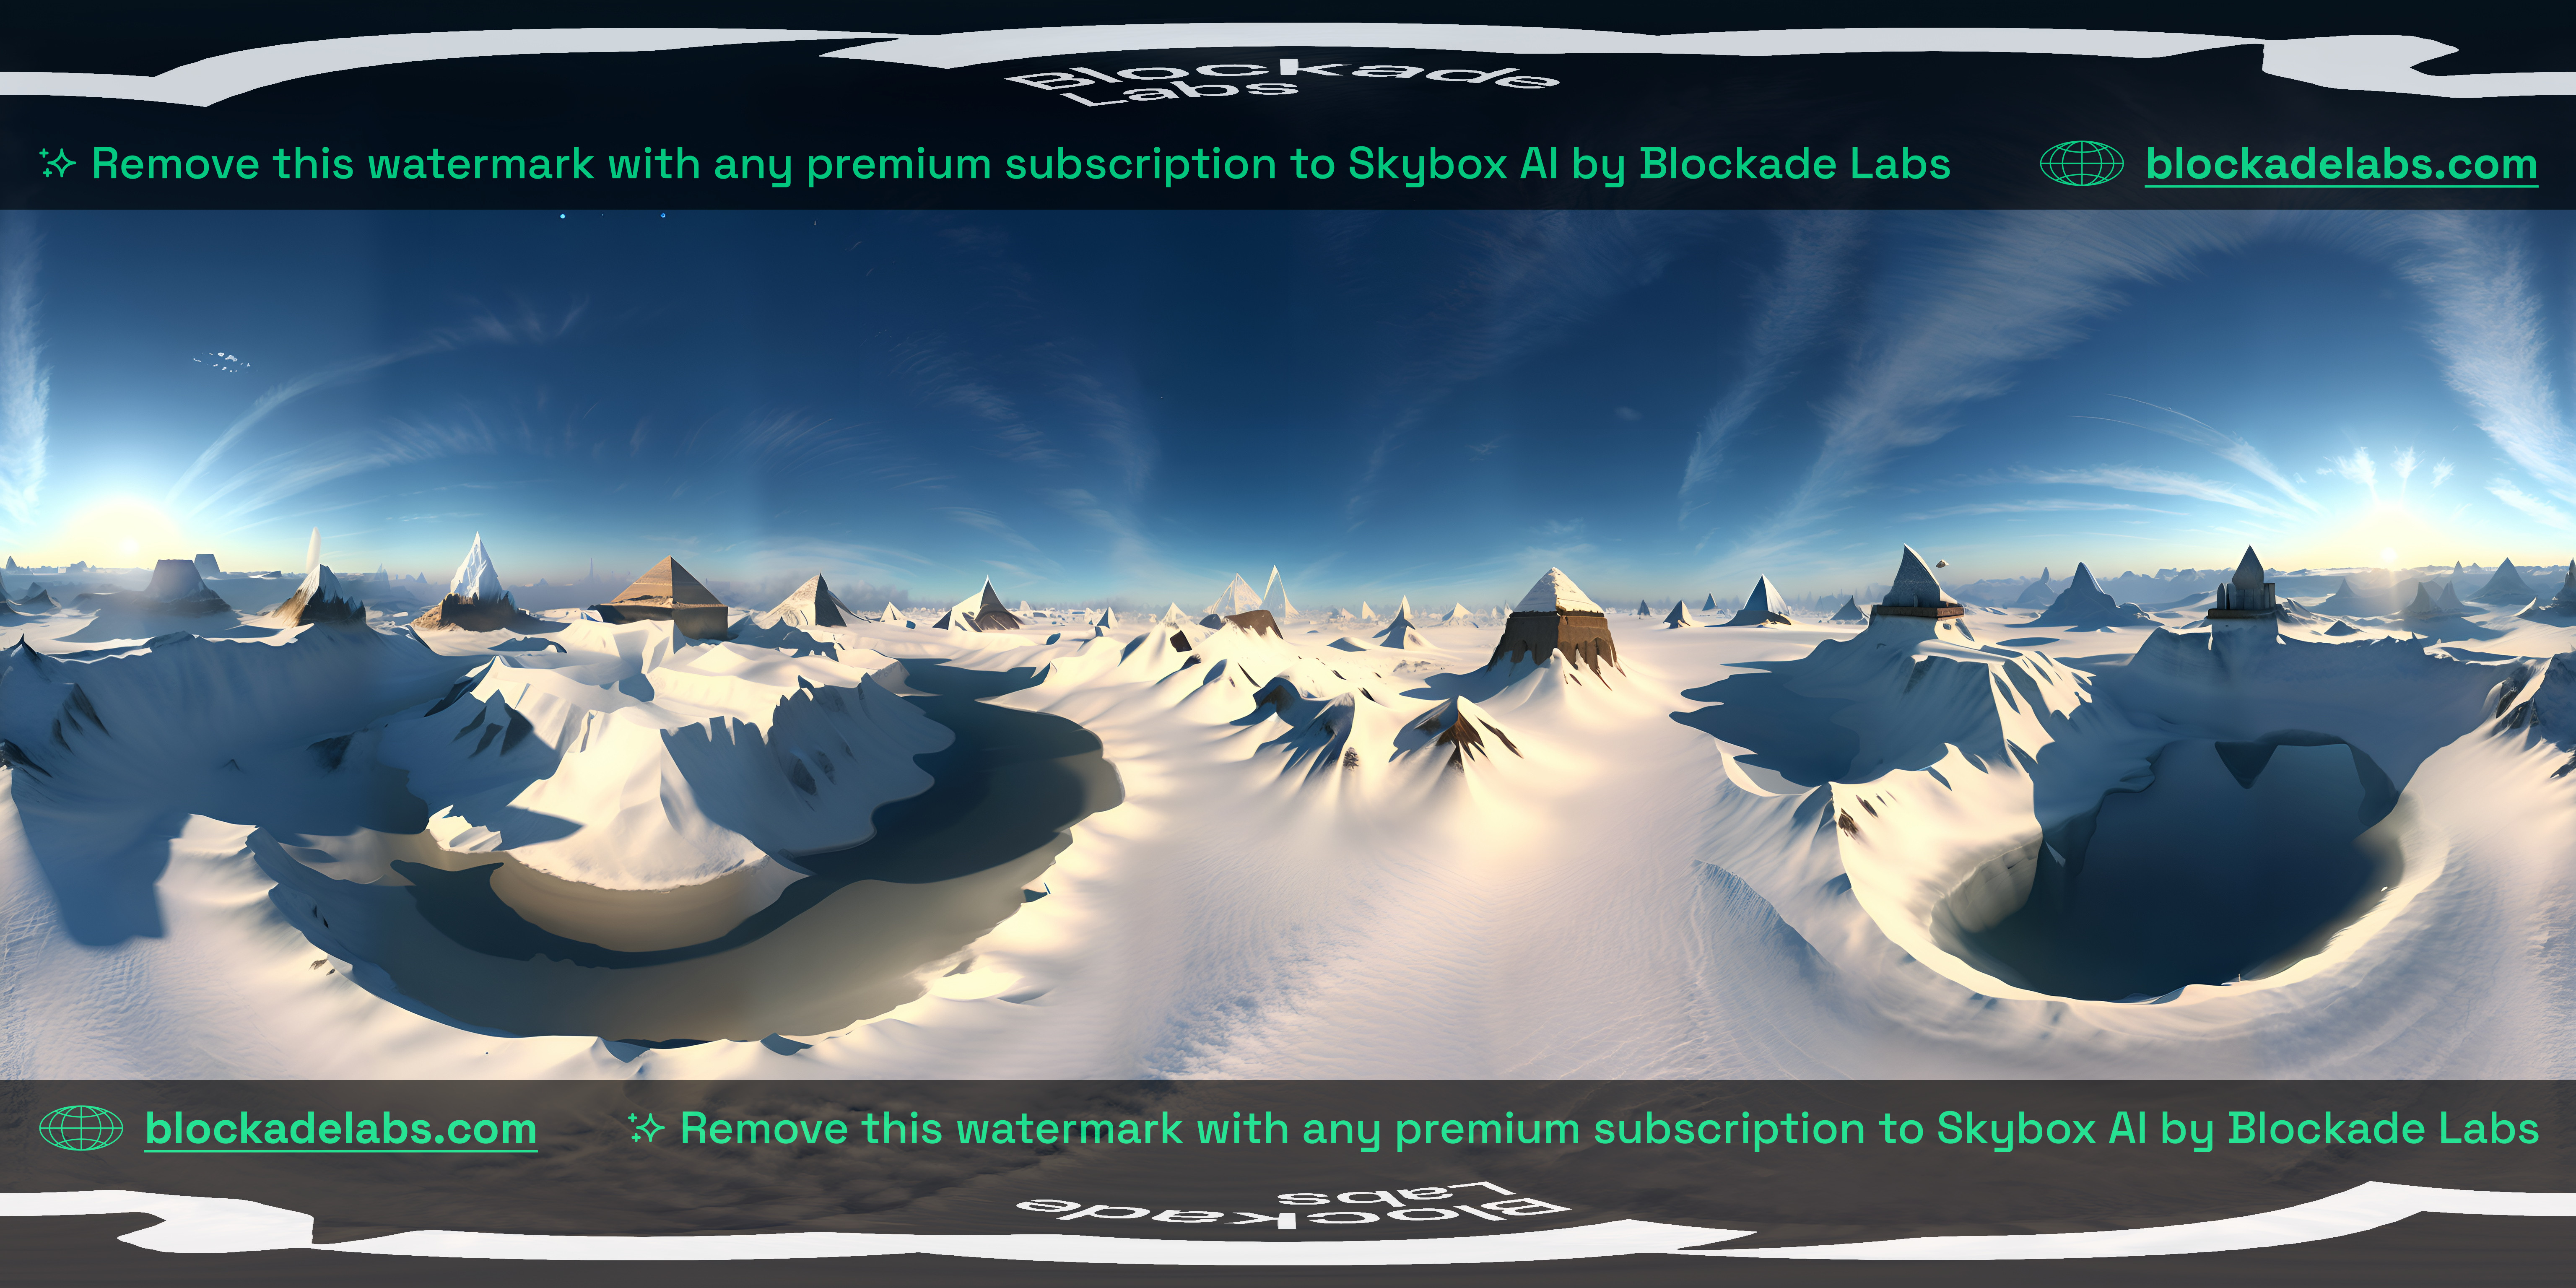 Blockade
Labs
Remove this watermark with any premium subscription to Skybox AI by Blockade Labs
blockadelabs.com
blockadelabs.com
Remove this watermark with any premium subscription to Skybox AI by Blockade Labs
Labs
Blockade